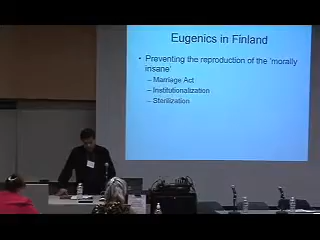 Eugenics in Finland
• Preventing the reproduction of the 'morally
insane'
– Marriage Act
– Institutionalization
– Sterilization